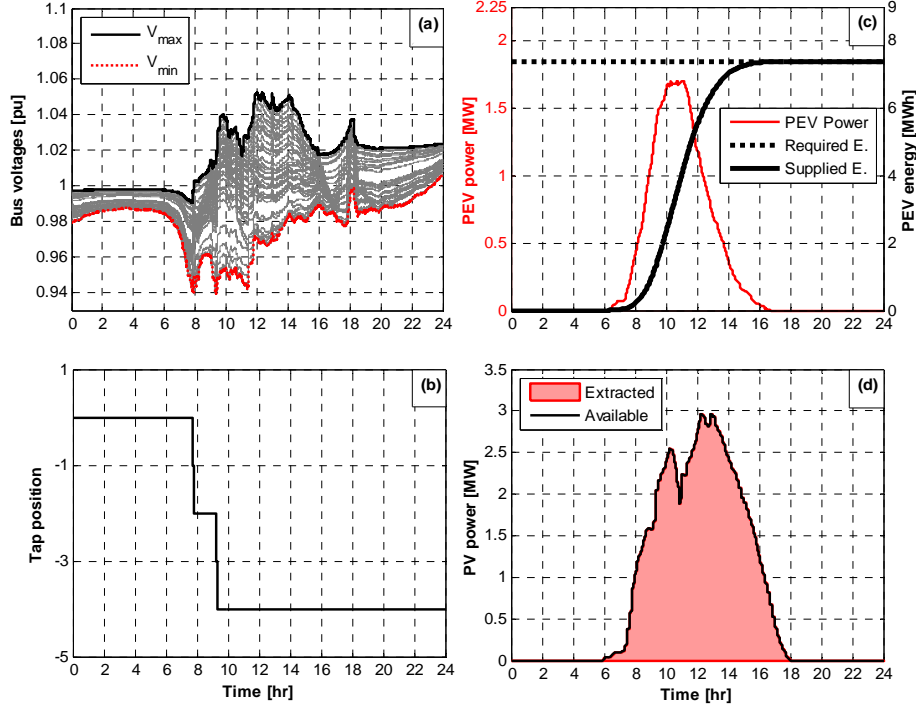 (a)
V_max
V_min
Bus voltages [pu]
1.1
1.08
1.06
1.04
1.02
1
0.98
0.96
0.94
0 2 4 6 8 10 12 14 16 18 20 22 24
(c)
PEV power [MW]
2.25
2
1.5
1
0.5
0
PEV Power
Required E.
Supplied E.
PEV energy [MWh]
9
8
6
4
2
0
0 2 4 6 8 10 12 14 16 18 20 22 24
(b)
Tap position
1
-1
-3
-5
0 2 4 6 8 10 12 14 16 18 20 22 24
Time [hr]
(d)
Extracted
Available
PV power [MW]
3.5
3
2.5
2
1.5
1
0.5
0
0 2 4 6 8 10 12 14 16 18 20 22 24
Time [hr]